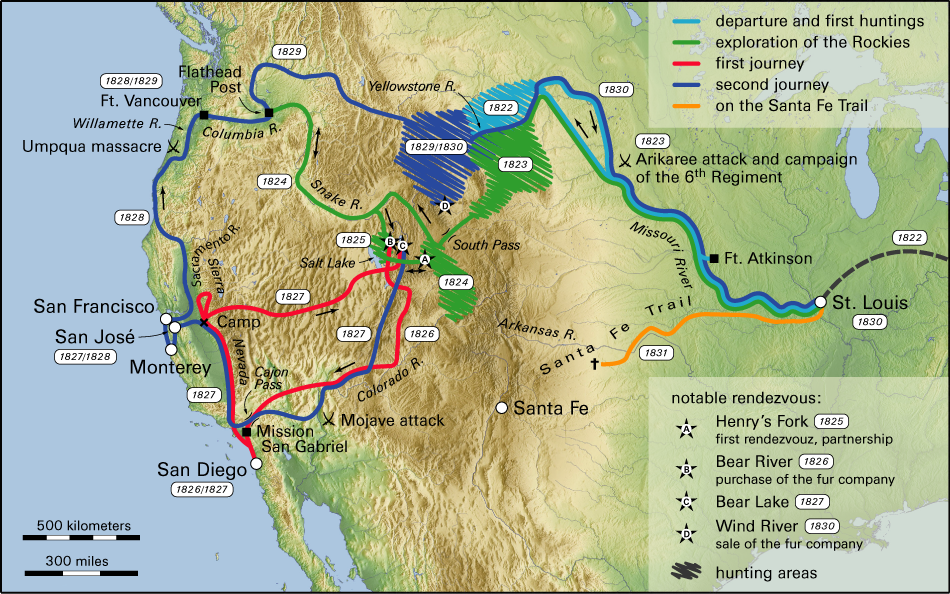 departure and first huntings
exploration of the Rockies
first journey
second journey
on the Santa Fe Trail
1829
1828/1829
Flathead
Post
Ft. Vancouver
Willamette R.
Columbia R.
Umpqua massacre
Yellowstone R.
1822
1830
1829/1830
1823
1823
Arikaree attack and campaign
of the 6th Regiment
1824
Snake R.
D
1828
Sacramento R.
Sierra
Nevada
1825
B
C
A
South Pass
Salt Lake
Missouri River
Ft. Atkinson
1822
1824
1827
San Francisco
Camp
San José
1827/1828
Monterey
1827
1826
Arkansas R.
Santa Fe Trail
St. Louis
1830
1831
Cajon
Pass
Colorado R.
1827
Santa Fe
Mojave attack
Mission
San Gabriel
San Diego
1826/1827
500 kilometers
300 miles
notable rendezvous:
A
Henry's Fork 1825
first rendezvouz, partnership
B
Bear River 1826
purchase of the fur company
C
Bear Lake 1827
D
Wind River 1830
sale of the fur company
hunting areas